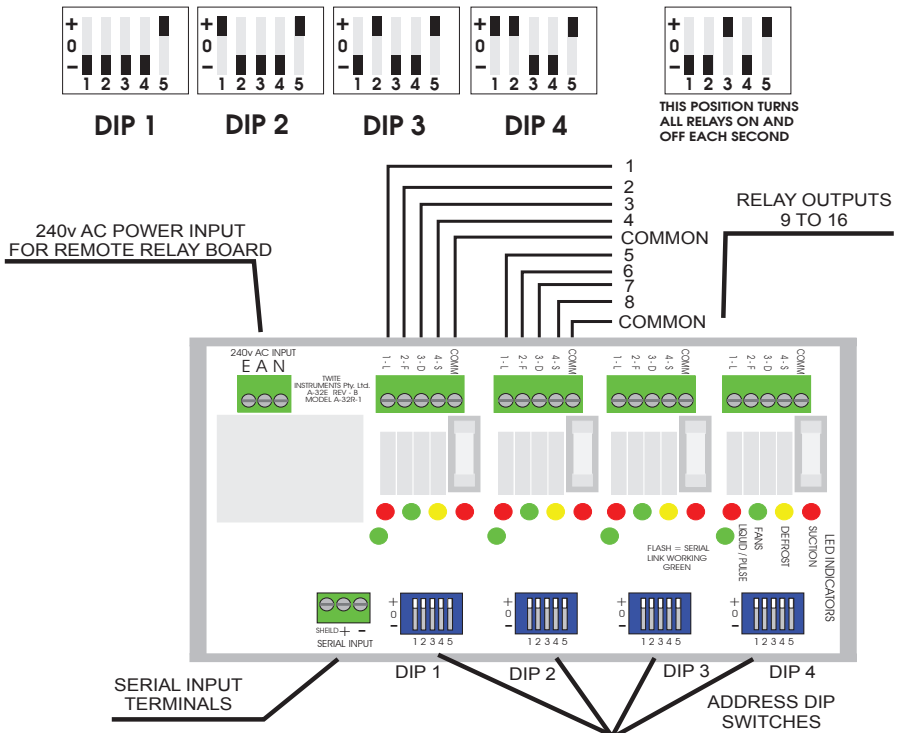 +
0
-
1 2 3 4 5
DIP 1
+
0
-
1 2 3 4 5
DIP 2
+
0
-
1 2 3 4 5
DIP 3
+
0
-
1 2 3 4 5
DIP 4
+
0
-
1 2 3 4 5
THIS POSITION TURNS
ALL RELAYS ON AND
OFF EACH SECOND
1
2
3
4
COMMON
5
6
7
8
COMMON
RELAY OUTPUTS
9 TO 16
240v AC POWER INPUT
FOR REMOTE RELAY BOARD
240v AC INPUT
E A N
TWITE
INSTRUMENTS Pty. Ltd.
A-32E REV - 8
MODEL A-32R-1
1 - L
2 - F
3 - D
4 - S
COMM
1 - L
2 - F
3 - D
4 - S
COMM
1 - L
2 - F
3 - D
4 - S
COMM
1 - L
2 - F
3 - D
4 - S
COMM
FLASH = SERIAL
LINK WORKING
GREEN
LIQUID / PULSE
FANS
DEFROST
SUCTION
LED INDICATORS
SHEILD + -
SERIAL INPUT
+
0
-
1 2 3 4 5
+
0
-
1 2 3 4 5
+
0
-
1 2 3 4 5
+
0
-
1 2 3 4 5
DIP 1
DIP 2
DIP 3
DIP 4
SERIAL INPUT
TERMINALS
ADDRESS DIP
SWITCHES